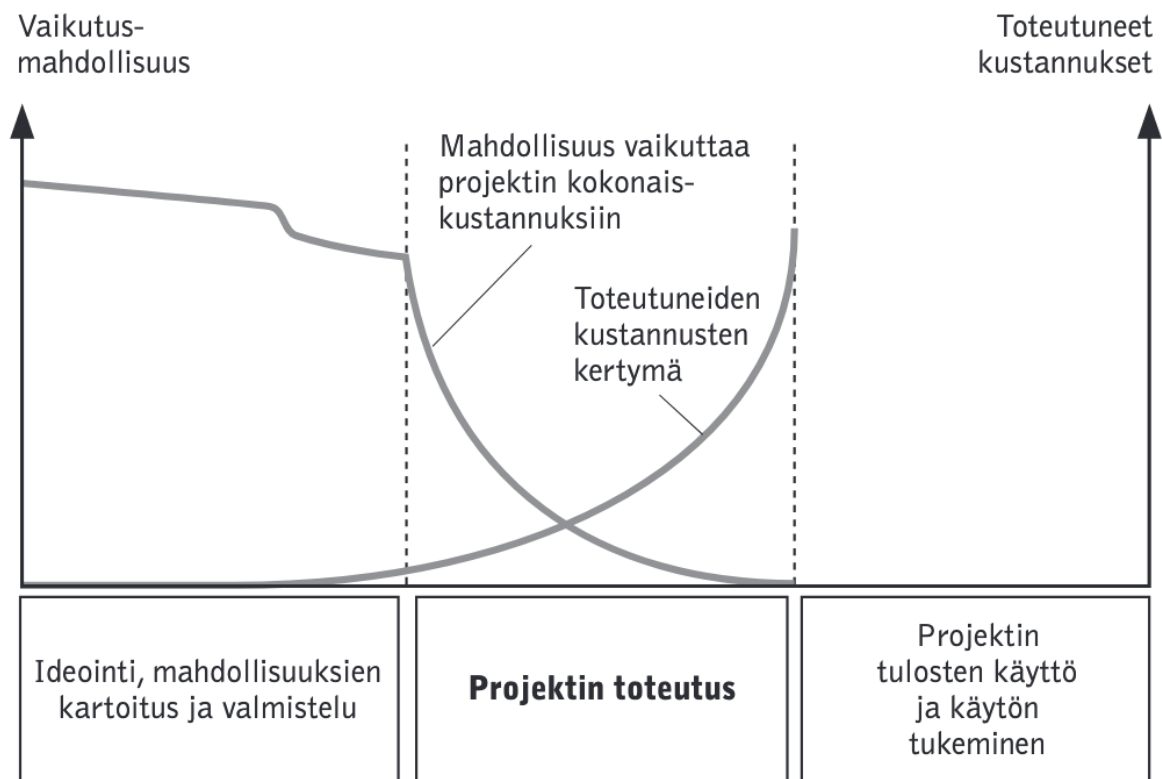 Vaikutus-
mahdollisuus
Toteutuneet
kustannukset
Mahdollisuus vaikuttaa
projektin kokonais-
kustannuksiin
Toteutuneiden
kustannusten
kertymä
Ideointi, mahdollisuuksien
kartoitus ja valmistelu
Projektin toteutus
Projektin
tulosten käyttö
ja käytön
tukeminen